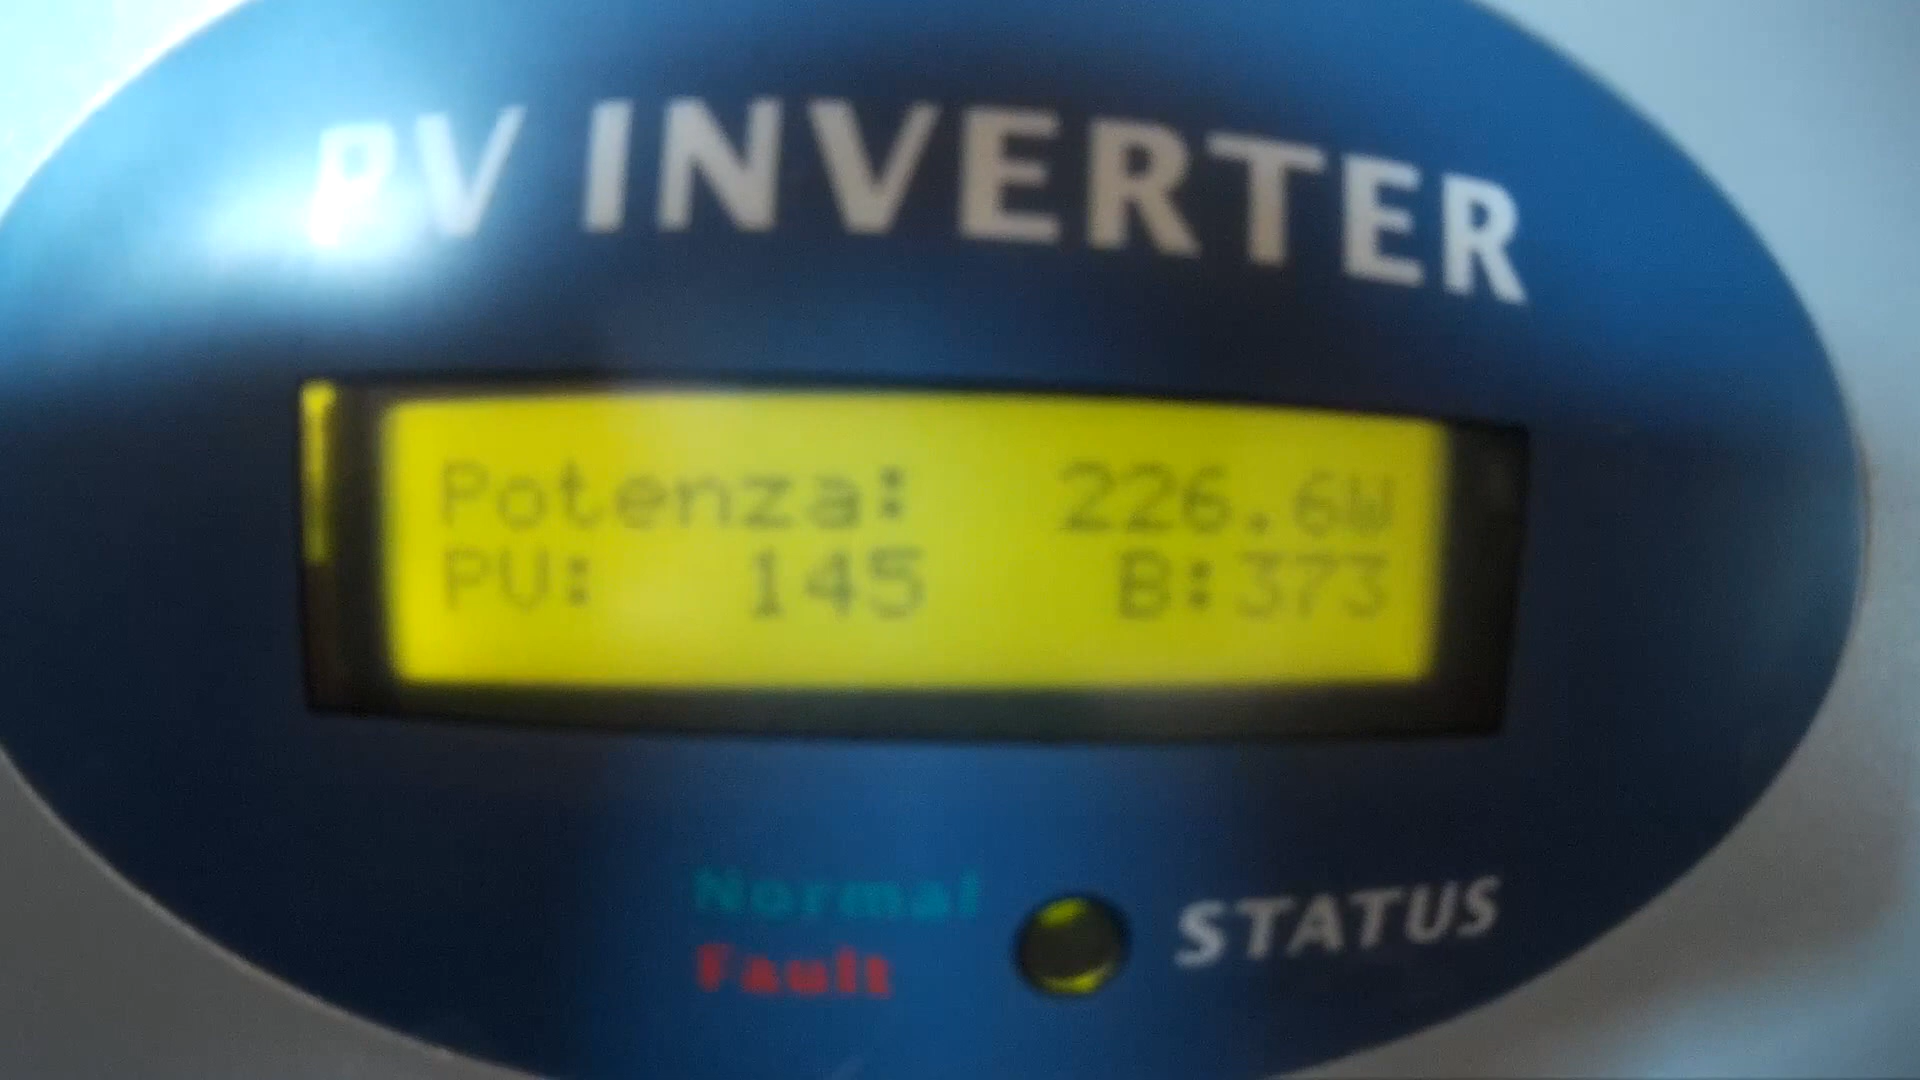 PV INVERTER
Potenza: 226.6W
PV: 145 B:373
Normal
Fault
STATUS